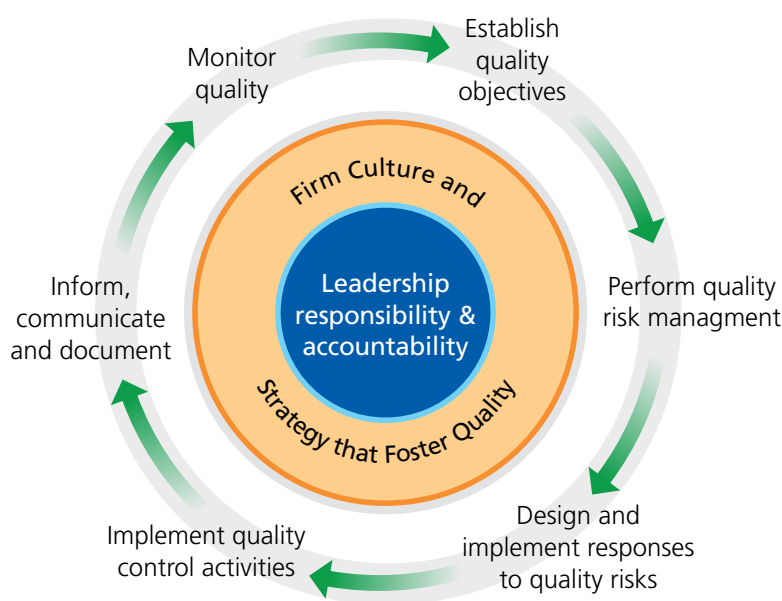 Establish
quality
objectives
Perform quality
risk managment
Design and
implement responses
to quality risks
Implement quality
control activities
Inform,
communicate
and document
Monitor
quality
Firm Culture and
Strategy that Foster Quality
Leadership
responsibility &
accountability